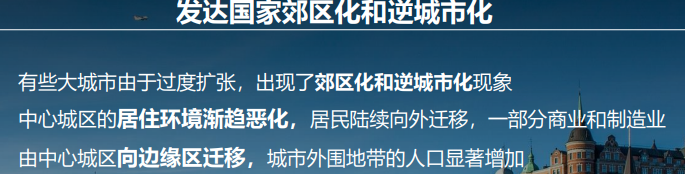 发达国家郊区化和逆城市化
有些大城市由于过度扩张，出现了郊区化和逆城市化现象
中心城区的居住环境渐趋恶化，居民陆续向外迁移，一部分商业和制造业
由中心城区向边缘区迁移，城市外围地带的人口显著增加